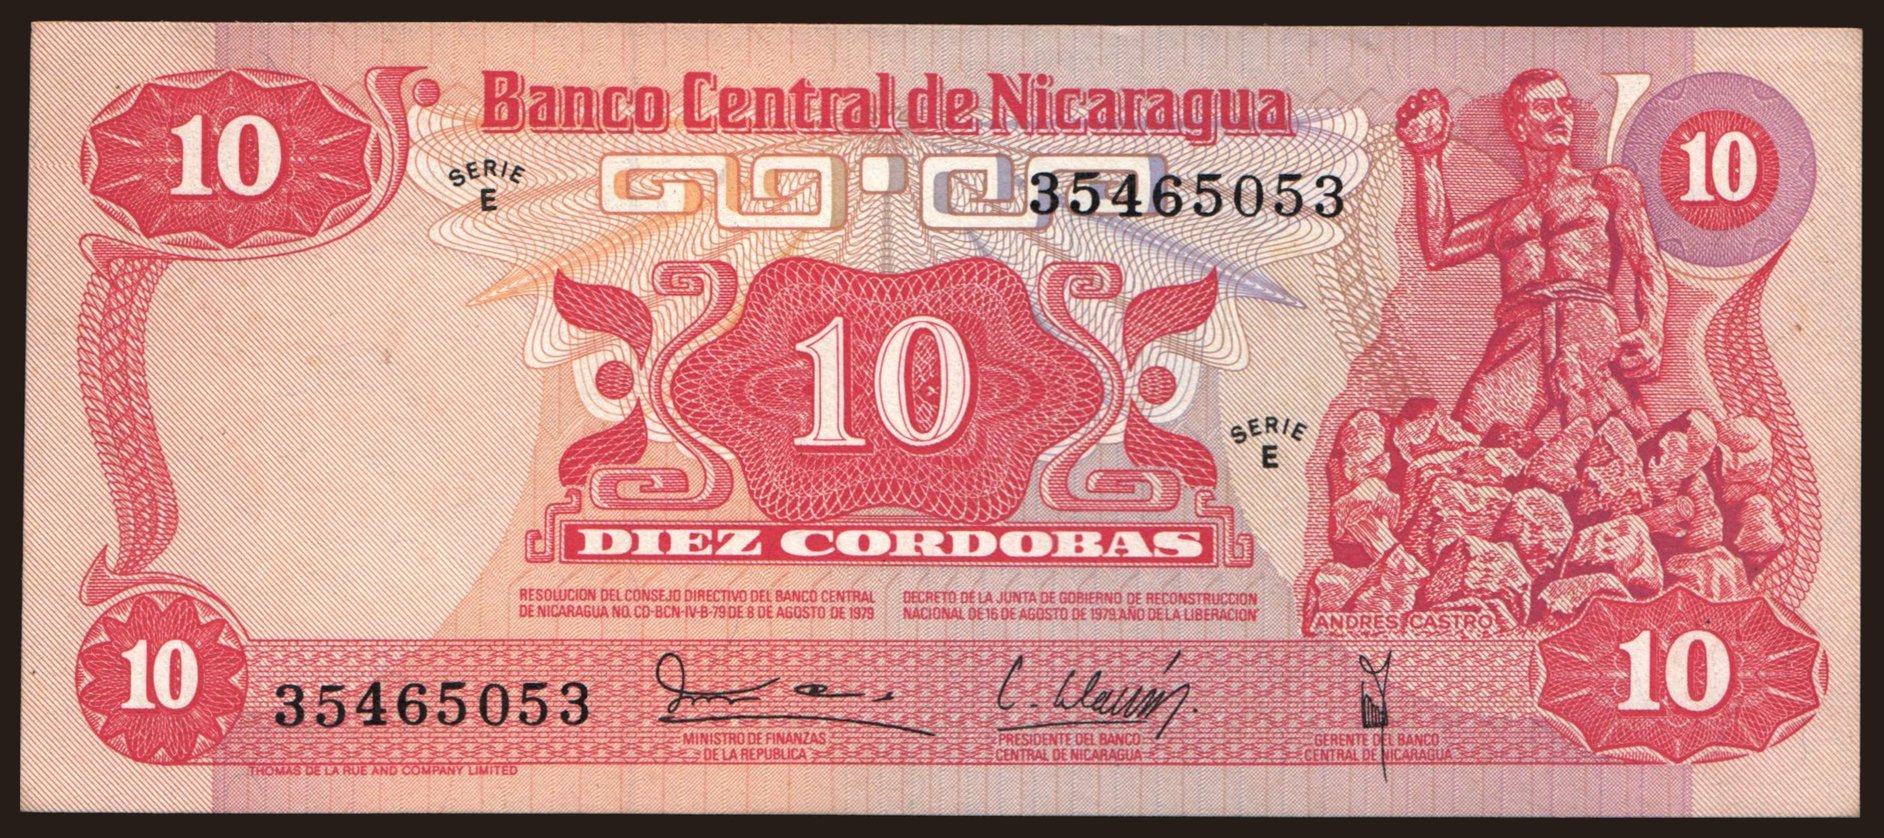 10
Banco Central de Nicaragua
SERIE
E
35465053
10
10
SERIE
E
DIEZ CORDOBAS
RESOLUCION DEL CONSEJO DIRECTIVO DEL BANCO CENTRAL
DE NICARAGUA NO. CD-BCN-IV-B-79 DE 8 DE AGOSTO DE 1979
DECRETO DE LA JUNTA DE GOBIERNO DE RECONSTRUCCION
NACIONAL DE 16 DE AGOSTO DE 1979, AÑO DE LA LIBERACION
ANDRES CASTRO
10
35465053
MINISTRO DE FINANZAS
DE LA REPUBLICA
PRESIDENTE DEL BANCO
CENTRAL DE NICARAGUA
GERENTE DEL BANCO
CENTRAL DE NICARAGUA
10
THOMAS DE LA RUE AND COMPANY LIMITED